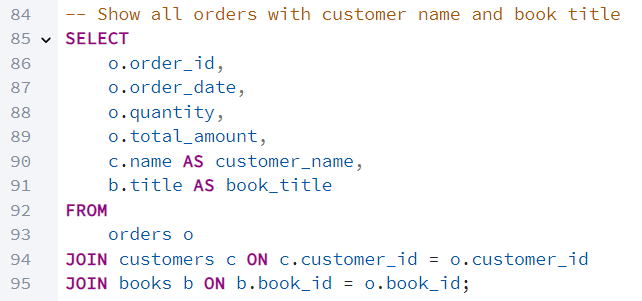 84 -- Show all orders with customer name and book title
85 SELECT
86     o.order_id,
87     o.order_date,
88     o.quantity,
89     o.total_amount,
90     c.name AS customer_name,
91     b.title AS book_title
92 FROM
93     orders o
94 JOIN customers c ON c.customer_id = o.customer_id
95 JOIN books b ON b.book_id = o.book_id;